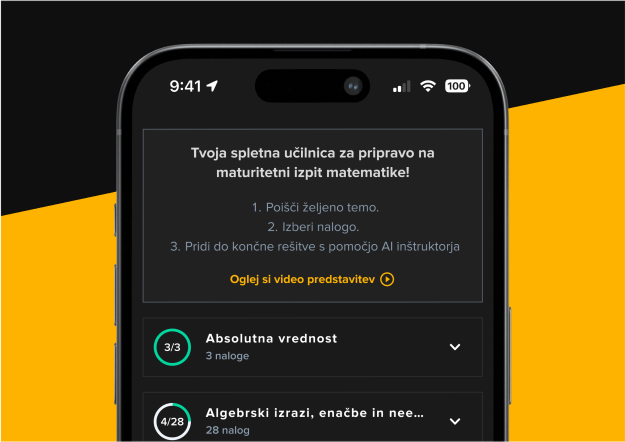 9:41
100
Tvoja spletna učilnica za pripravo na
maturitetni izpit matematike!
1. Poišči željeno temo.
2. Izberi nalogo.
3. Pridi do končne rešitve s pomočjo AI inštruktorja
Oglej si video predstavitev
3/3
Absolutna vrednost
3 naloge
4/28
Algebrski izrazi, enačbe in nee…
28 nalog